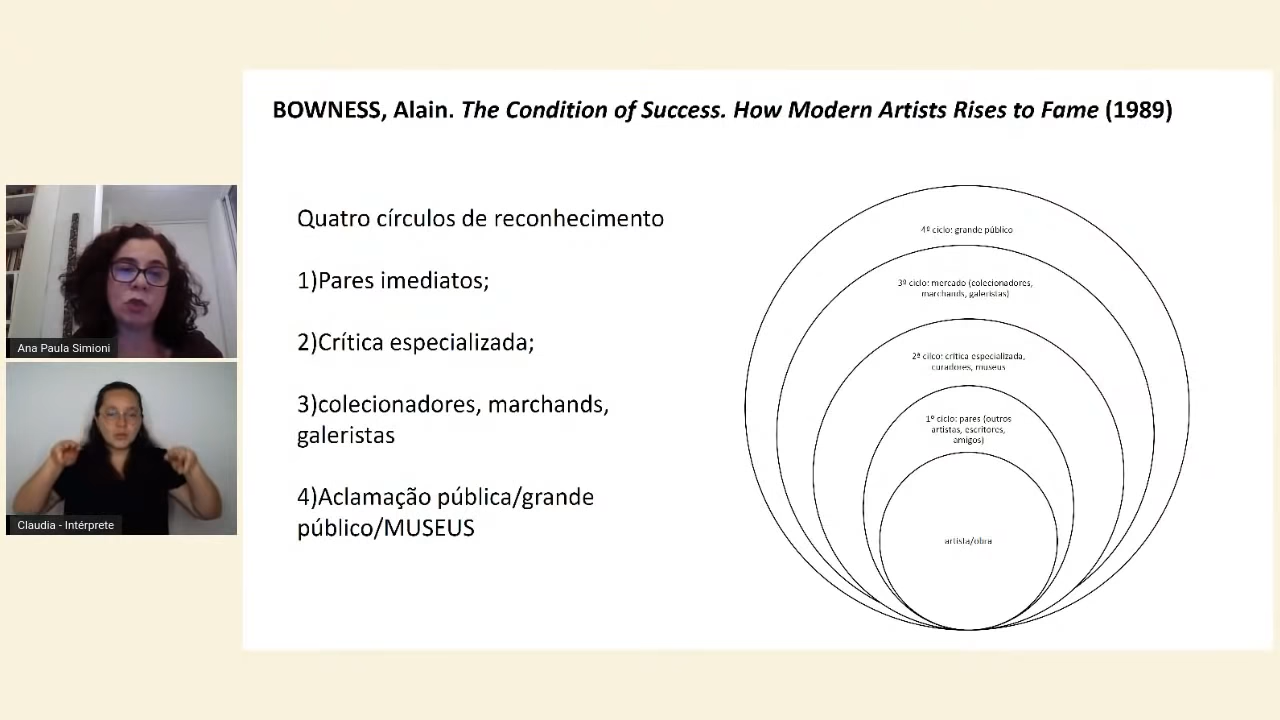 BOWNESS, Alain. The Condition of Success. How Modern Artists Rises to Fame (1989)
Quatro círculos de reconhecimento
1)Pares imediatos;
2)Crítica especializada;
3)colecionadores, marchands,
galeristas
4)Aclamação pública/grande
público/MUSEUS
4º ciclo: grande público
3º ciclo: mercado (colecionadores,
marchands, galeristas)
2º cilco: crítica especializada,
curadores, museus
1º ciclo: pares (outros
artistas, escritores,
amigos)
artista/obra
Ana Paula Simioni
Claudia - Intérprete